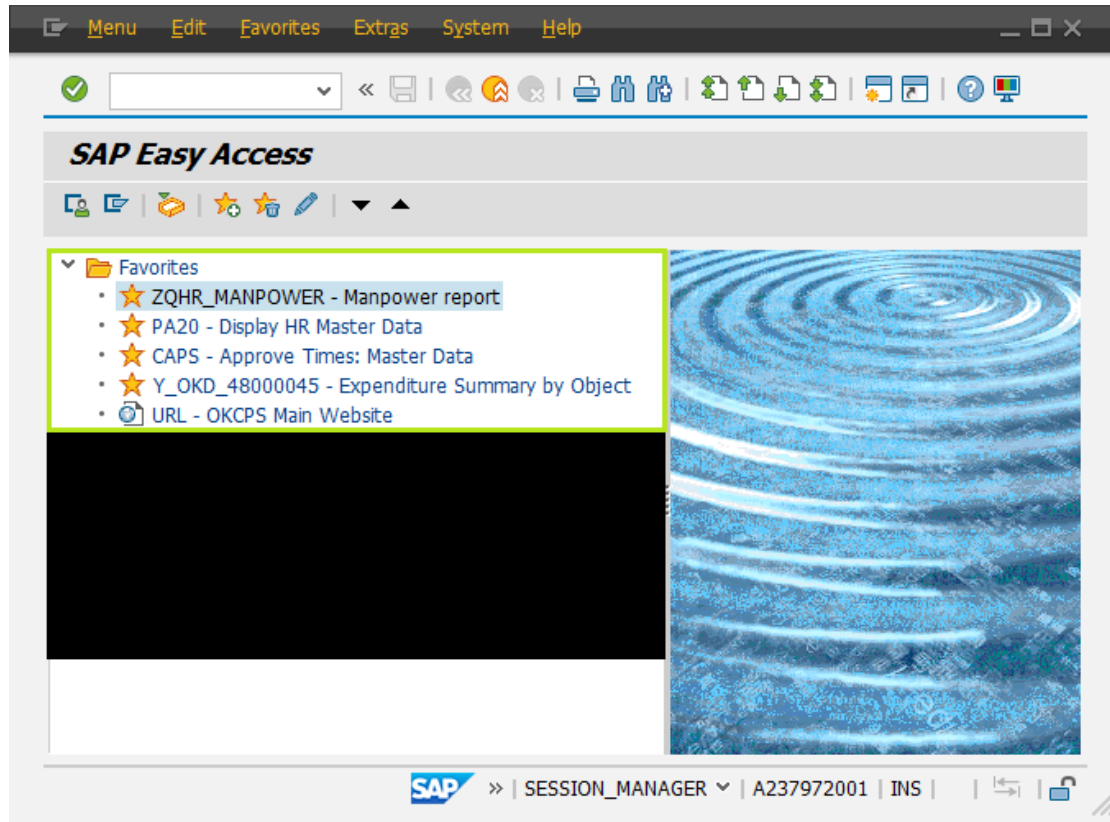 Menu Edit Favorites Extras System Help
SAP Easy Access
Favorites
ZQHR_MANPOWER - Manpower report
PA20 - Display HR Master Data
CAPS - Approve Times: Master Data
Y_OKD_48000045 - Expenditure Summary by Object
URL - OKCPS Main Website
SAP » | SESSION_MANAGER | A237972001 | INS | | |